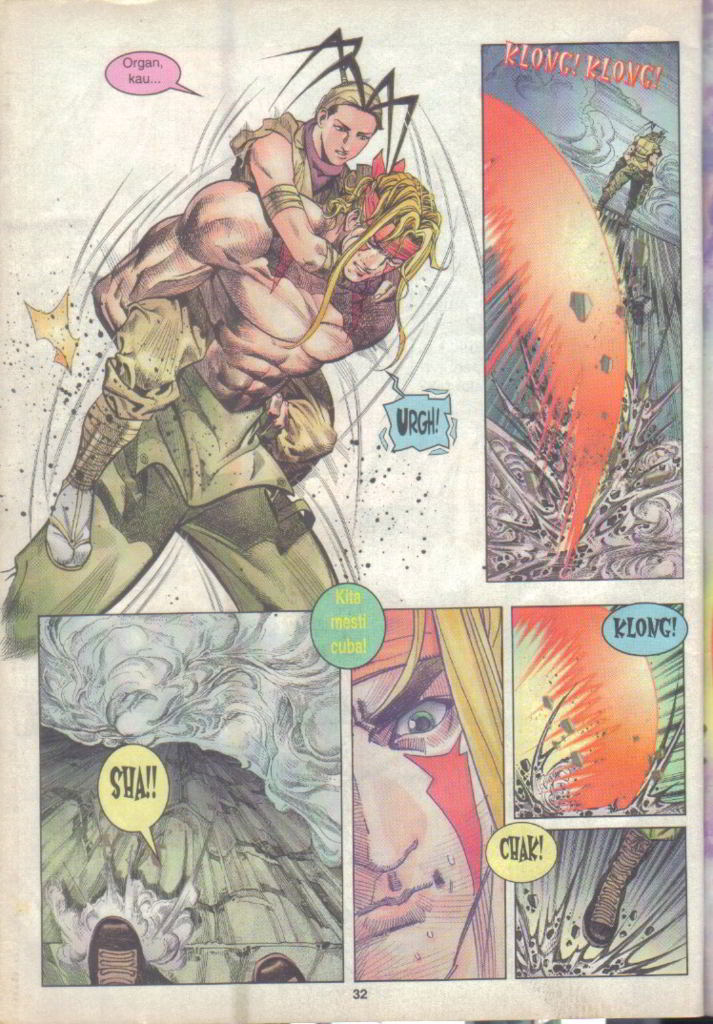 Organ,
kau...
KLONG! KLONG!
URGH!
SHA!!
Kita
mesti
cuba!
KLONG!
CHAK!
32